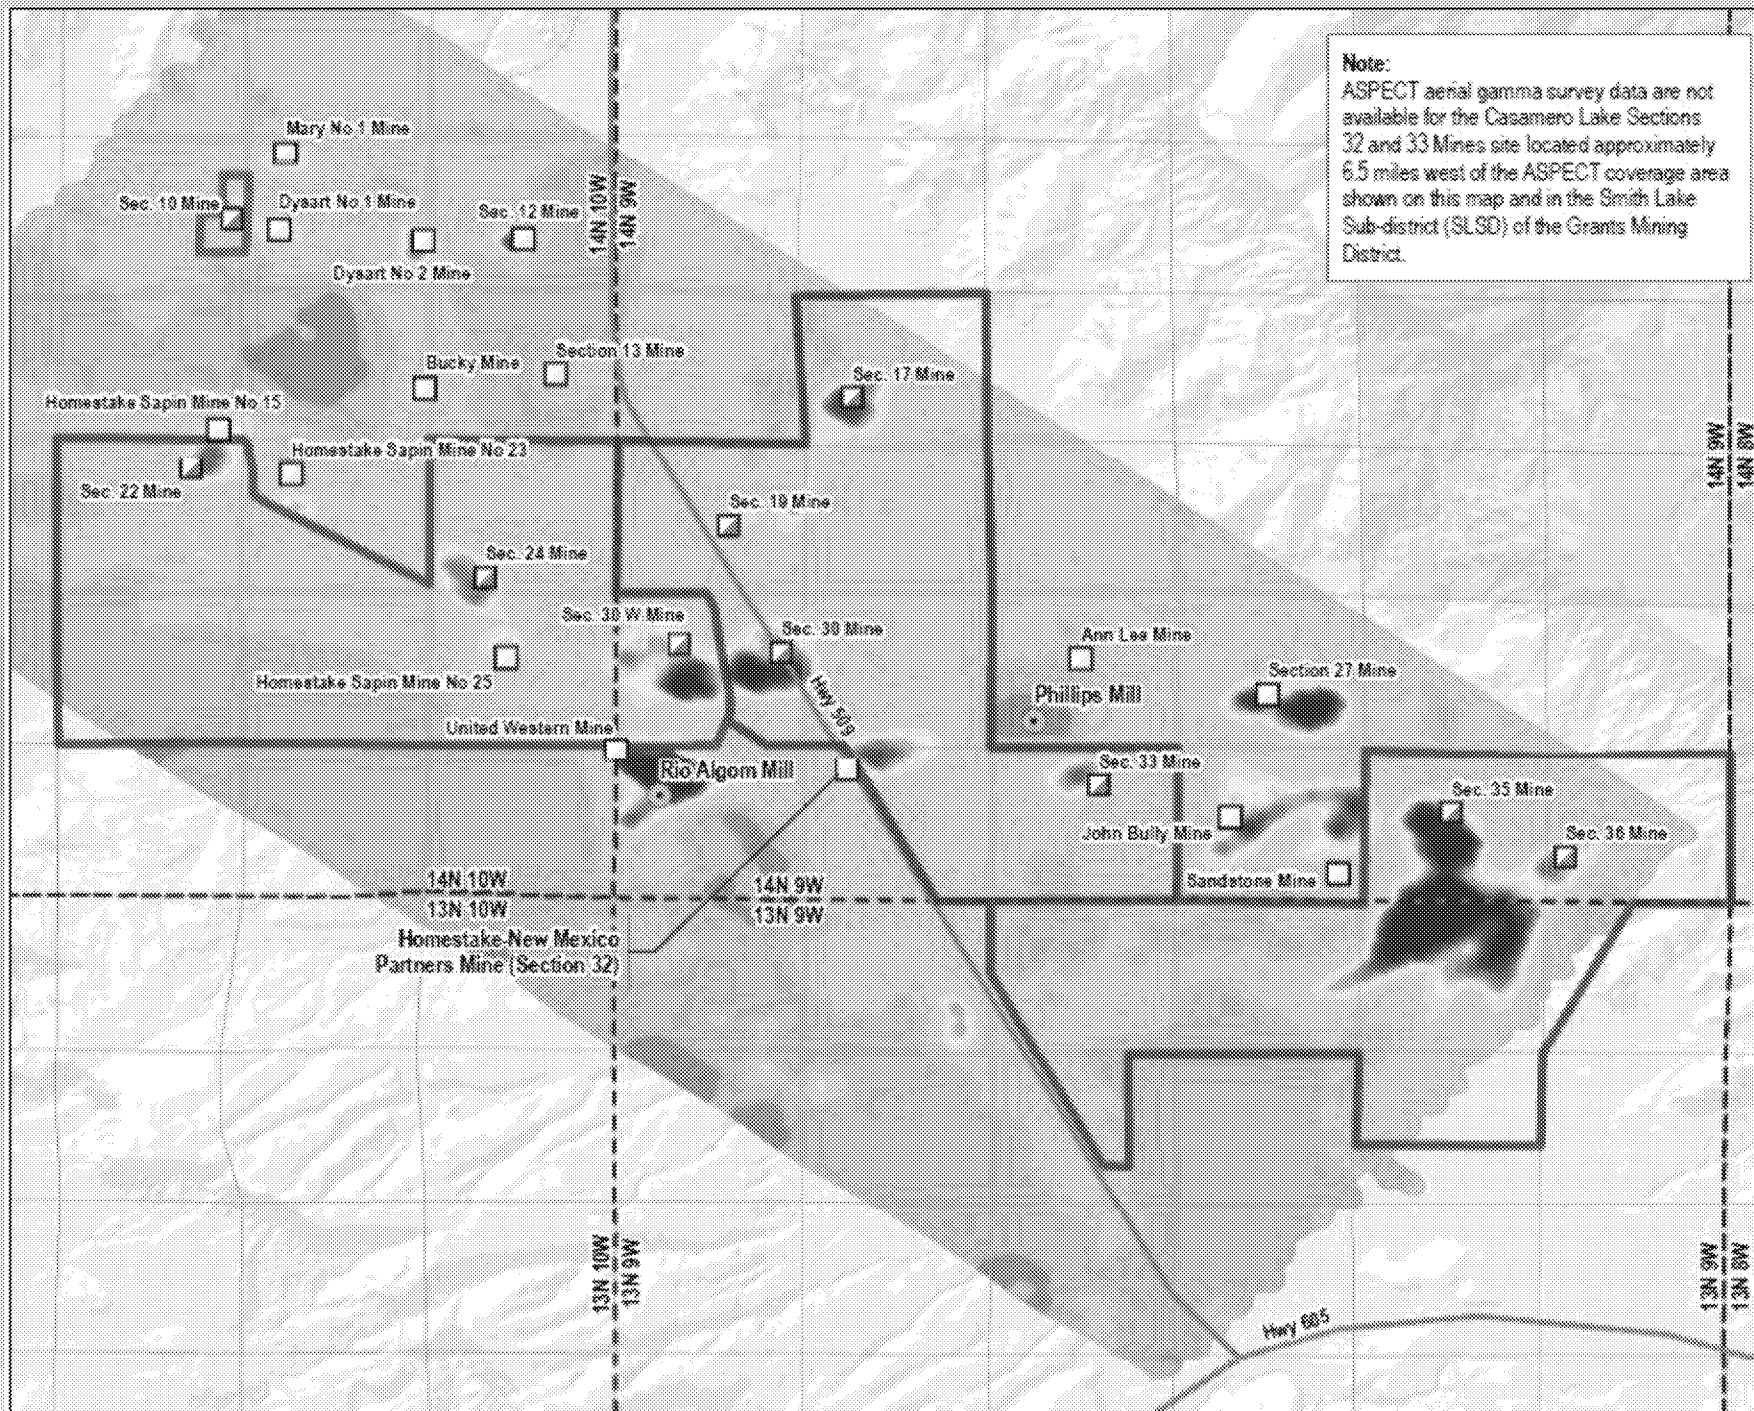 Note:
ASPECT aerial gamma survey data are not
available for the Casamero Lake Sections
32 and 33 Mines site located approximately
6.5 miles west of the ASPECT coverage area
shown on this map and in the Smith Lake
Sub-district (SLSD) of the Grants Mining
District.
Mary No 1 Mine
Sec. 10 Mine
Dysart No 1 Mine
Sec. 12 Mine
Dysart No 2 Mine
14N 10W
14N 9W
Bucky Mine
Section 13 Mine
Sec. 17 Mine
Homestake Sapin Mine No 15
Homestake Sapin Mine No 23
Sec. 22 Mine
14N 9W
14N 8W
Sec. 19 Mine
Sec. 24 Mine
Sec. 30 W Mine
Sec. 30 Mine
Ann Lee Mine
Homestake Sapin Mine No 25
Section 27 Mine
Phillips Mill
Hwy 509
United Western Mine
Rio Algom Mill
Sec. 33 Mine
Sec. 35 Mine
John Bully Mine
Sec. 36 Mine
Sandstone Mine
14N 10W
13N 10W
14N 9W
13N 9W
Homestake-New Mexico
Partners Mine (Section 32)
13N 10W
13N 9W
13N 9W
13N 8W
Hwy 605